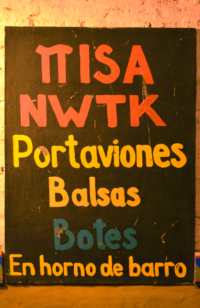 πISA
NWTK
Portaviones
Balsas
Botes
En horno de barro